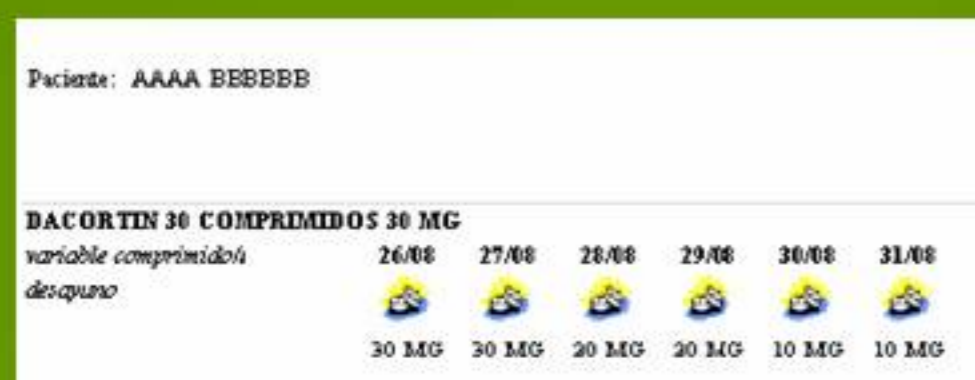 Paciente: AAAA BBBBBB
DACORTIN 30 COMPRIMIDOS 30 MG
variable comprimido/s 26/08 27/08 28/08 29/08 30/08 31/08
desayuno
30 MG 30 MG 20 MG 20 MG 10 MG 10 MG